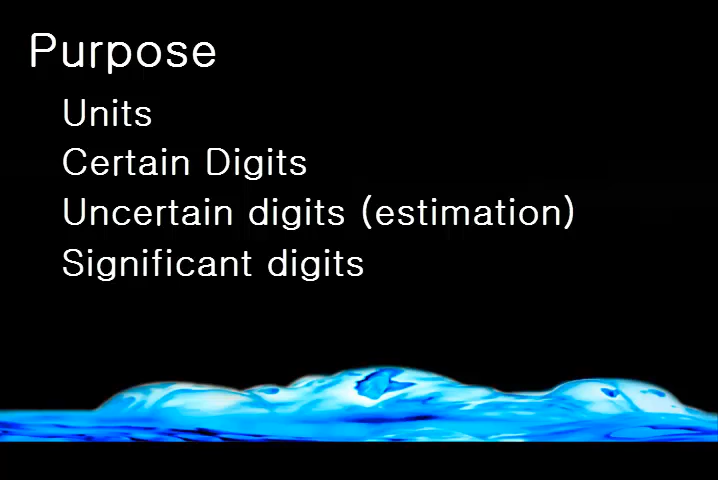 Purpose
Units
Certain Digits
Uncertain digits (estimation)
Significant digits